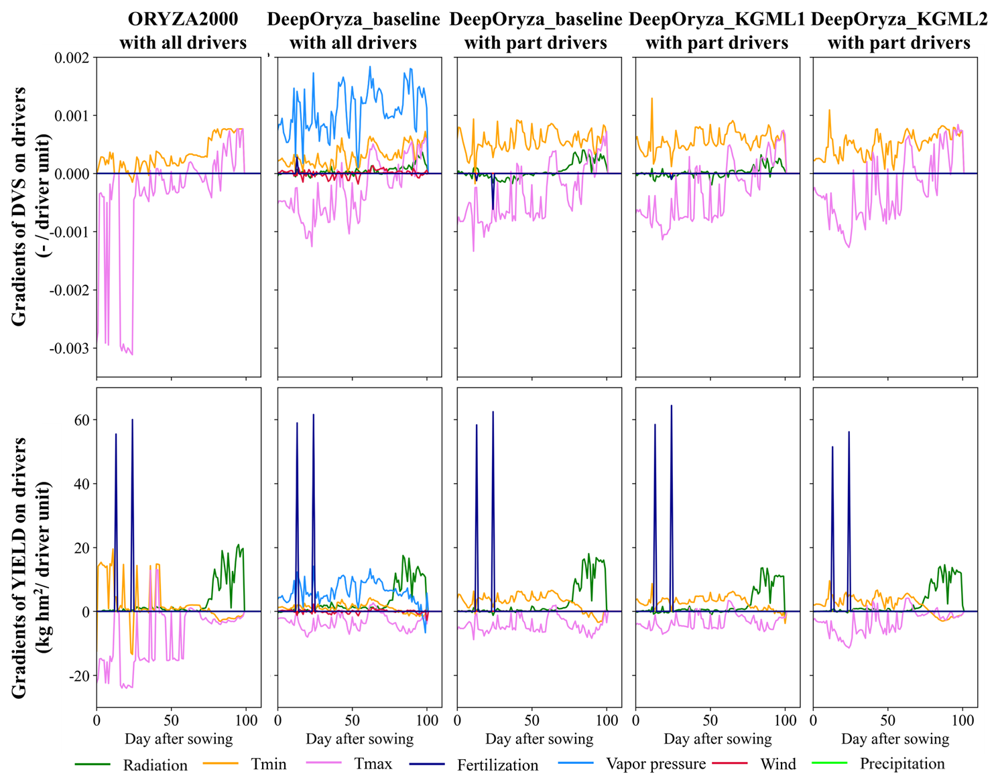 ORYZA2000 DeepOryza_baseline DeepOryza_baseline DeepOryza_KGML1 DeepOryza_KGML2
with all drivers with all drivers with part drivers with part drivers with part drivers
Gradients of DVS on drivers
(- / driver unit)
0.002
0.001
0.000
-0.001
-0.002
-0.003
Gradients of YIELD on drivers
(kg hm²/ driver unit)
60
40
20
0
-20
0 50 100 0 50 100 0 50 100 0 50 100 0 50 100
Day after sowing Day after sowing Day after sowing Day after sowing Day after sowing
Radiation Tmin Tmax Fertilization Vapor pressure Wind Precipitation